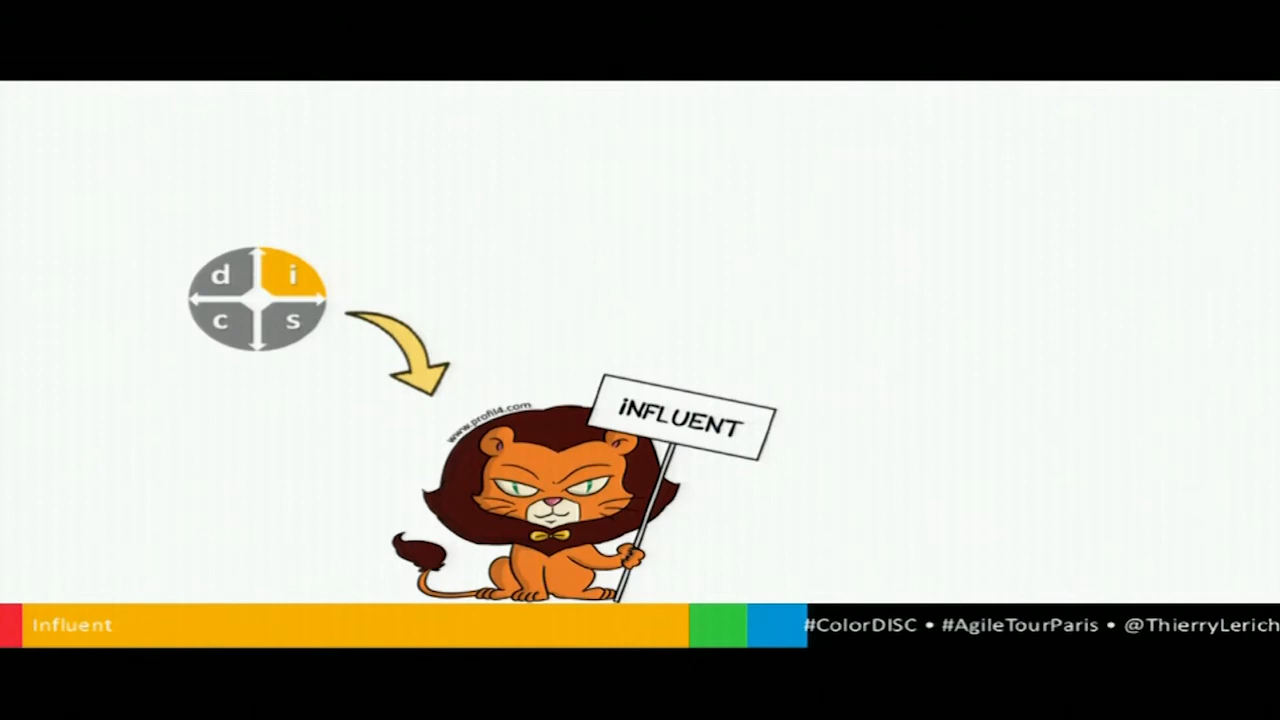 d i
c s
www.profil4.com
iNFLUENT
Influent
#ColorDISC • #AgileTourParis • @ThierryLerich